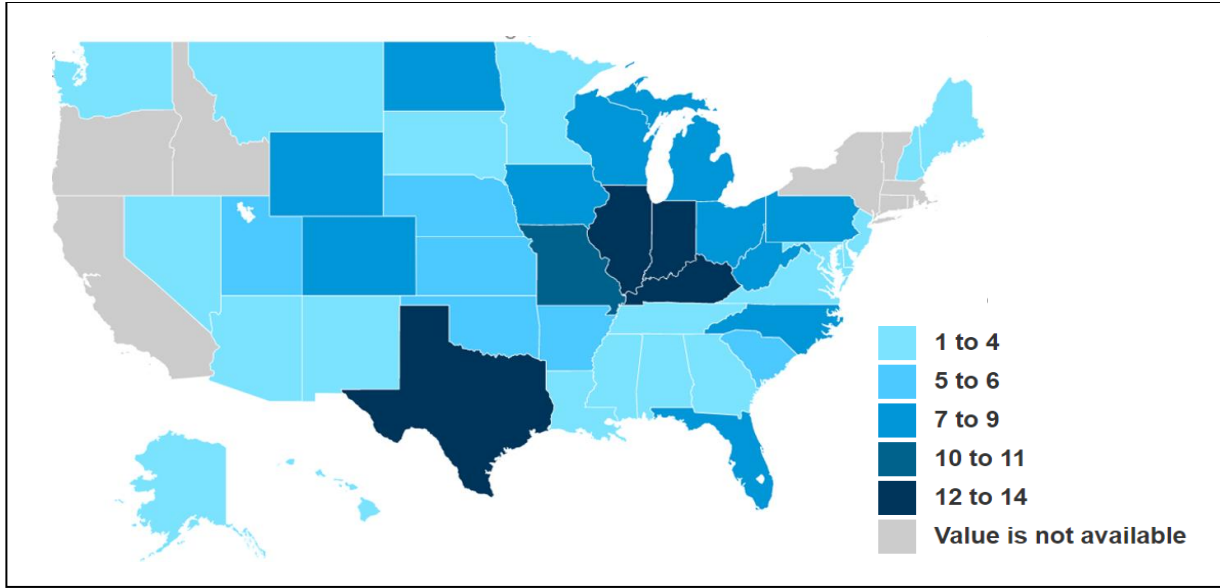 1 to 4
5 to 6
7 to 9
10 to 11
12 to 14
Value is not available